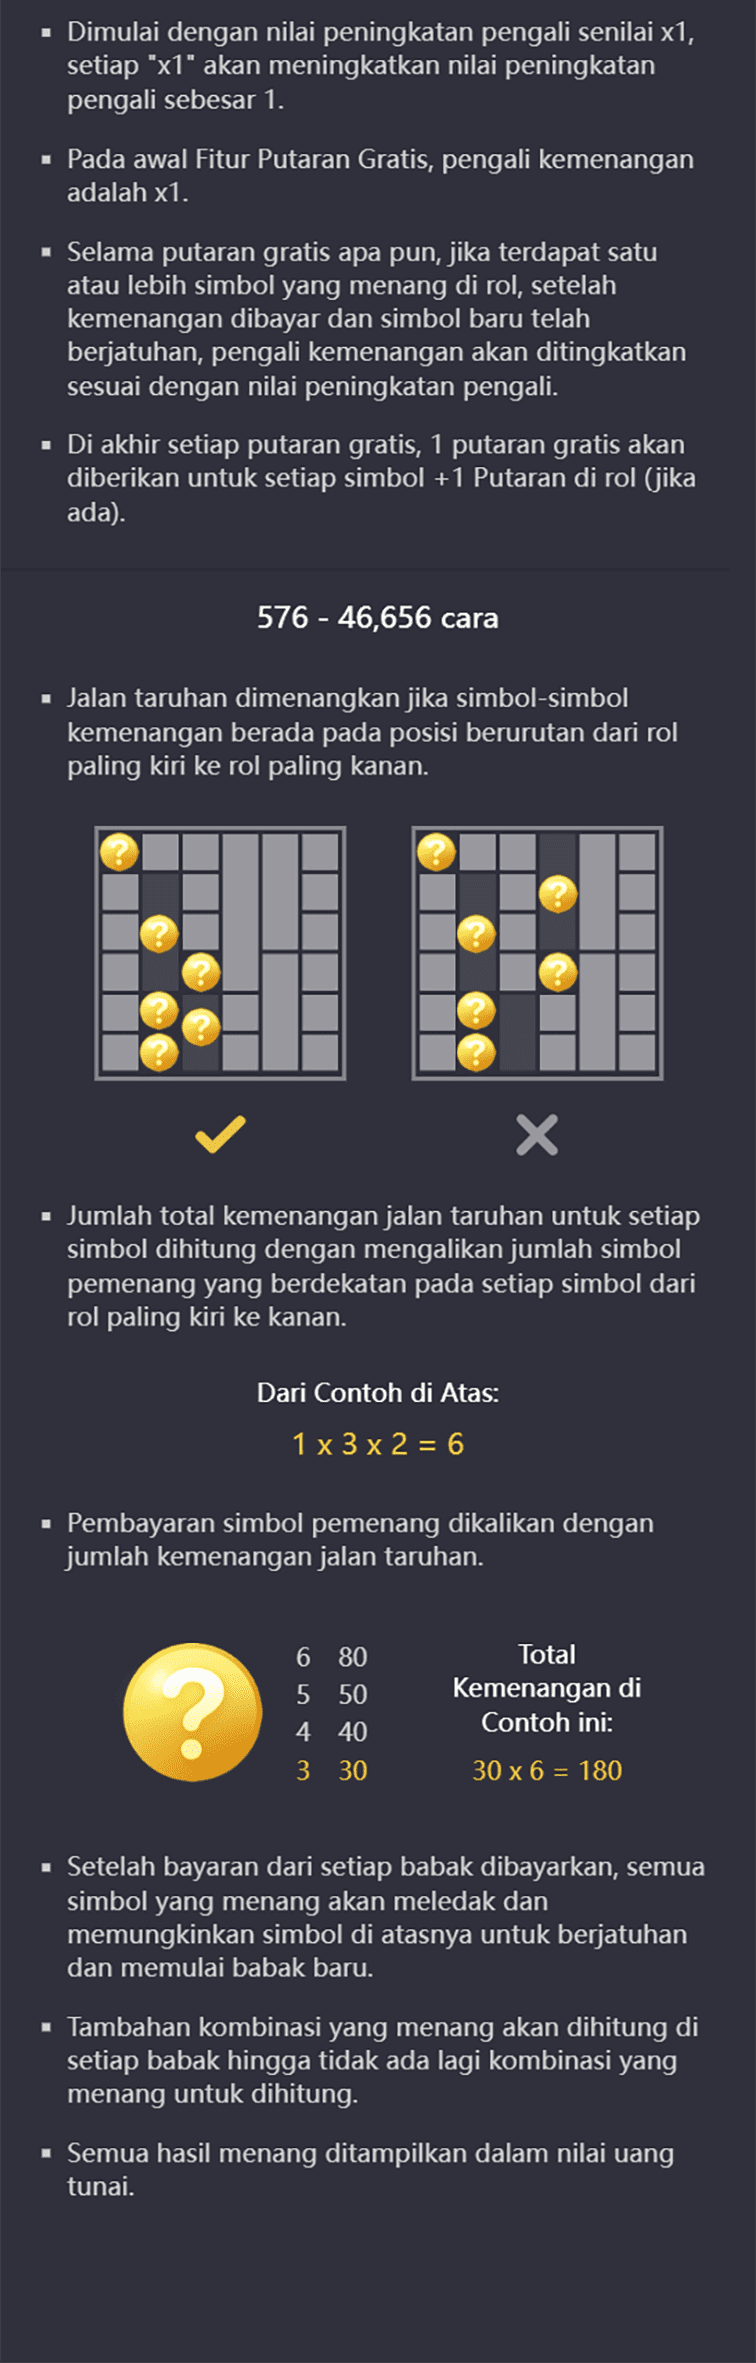 ▪ Dimulai dengan nilai peningkatan pengali senilai x1,
setiap "x1" akan meningkatkan nilai peningkatan
pengali sebesar 1.
▪ Pada awal Fitur Putaran Gratis, pengali kemenangan
adalah x1.
▪ Selama putaran gratis apa pun, jika terdapat satu
atau lebih simbol yang menang di rol, setelah
kemenangan dibayar dan simbol baru telah
berjatuhan, pengali kemenangan akan ditingkatkan
sesuai dengan nilai peningkatan pengali.
▪ Di akhir setiap putaran gratis, 1 putaran gratis akan
diberikan untuk setiap simbol +1 Putaran di rol (jika
ada).
576 - 46,656 cara
▪ Jalan taruhan dimenangkan jika simbol-simbol
kemenangan berada pada posisi berurutan dari rol
paling kiri ke rol paling kanan.
? ?
?
? ?
? ?
? ?
?
? ?
▪ Jumlah total kemenangan jalan taruhan untuk setiap
simbol dihitung dengan mengalikan jumlah simbol
pemenang yang berdekatan pada setiap simbol dari
rol paling kiri ke kanan.
Dari Contoh di Atas:
1 x 3 x 2 = 6
▪ Pembayaran simbol pemenang dikalikan dengan
jumlah kemenangan jalan taruhan.
?
6 80
5 50
4 40
3 30
Total
Kemenangan di
Contoh ini:
30 x 6 = 180
▪ Setelah bayaran dari setiap babak dibayarkan, semua
simbol yang menang akan meledak dan
memungkinkan simbol di atasnya untuk berjatuhan
dan memulai babak baru.
▪ Tambahan kombinasi yang menang akan dihitung di
setiap babak hingga tidak ada lagi kombinasi yang
menang untuk dihitung.
▪ Semua hasil menang ditampilkan dalam nilai uang
tunai.